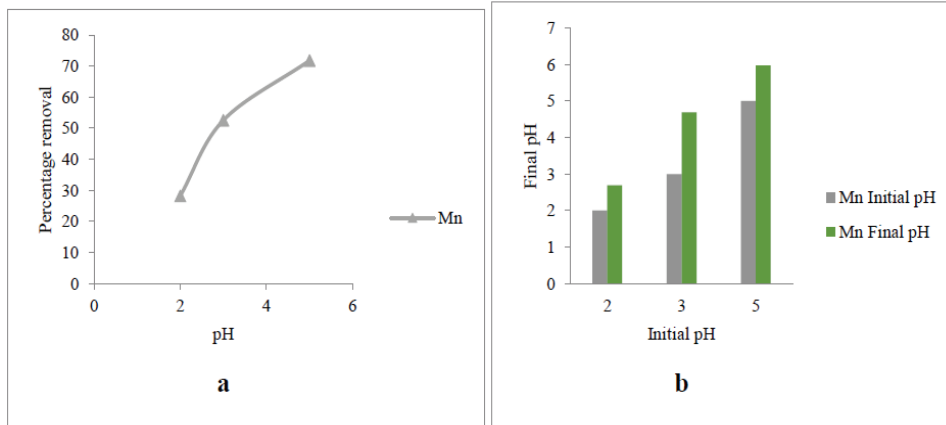 80
70
60
50
40
30
20
10
0
Percentage removal
0 2 4 6
pH
Mn
a
7
6
5
4
3
2
1
0
Final pH
2 3 5
Initial pH
Mn Initial pH
Mn Final pH
b